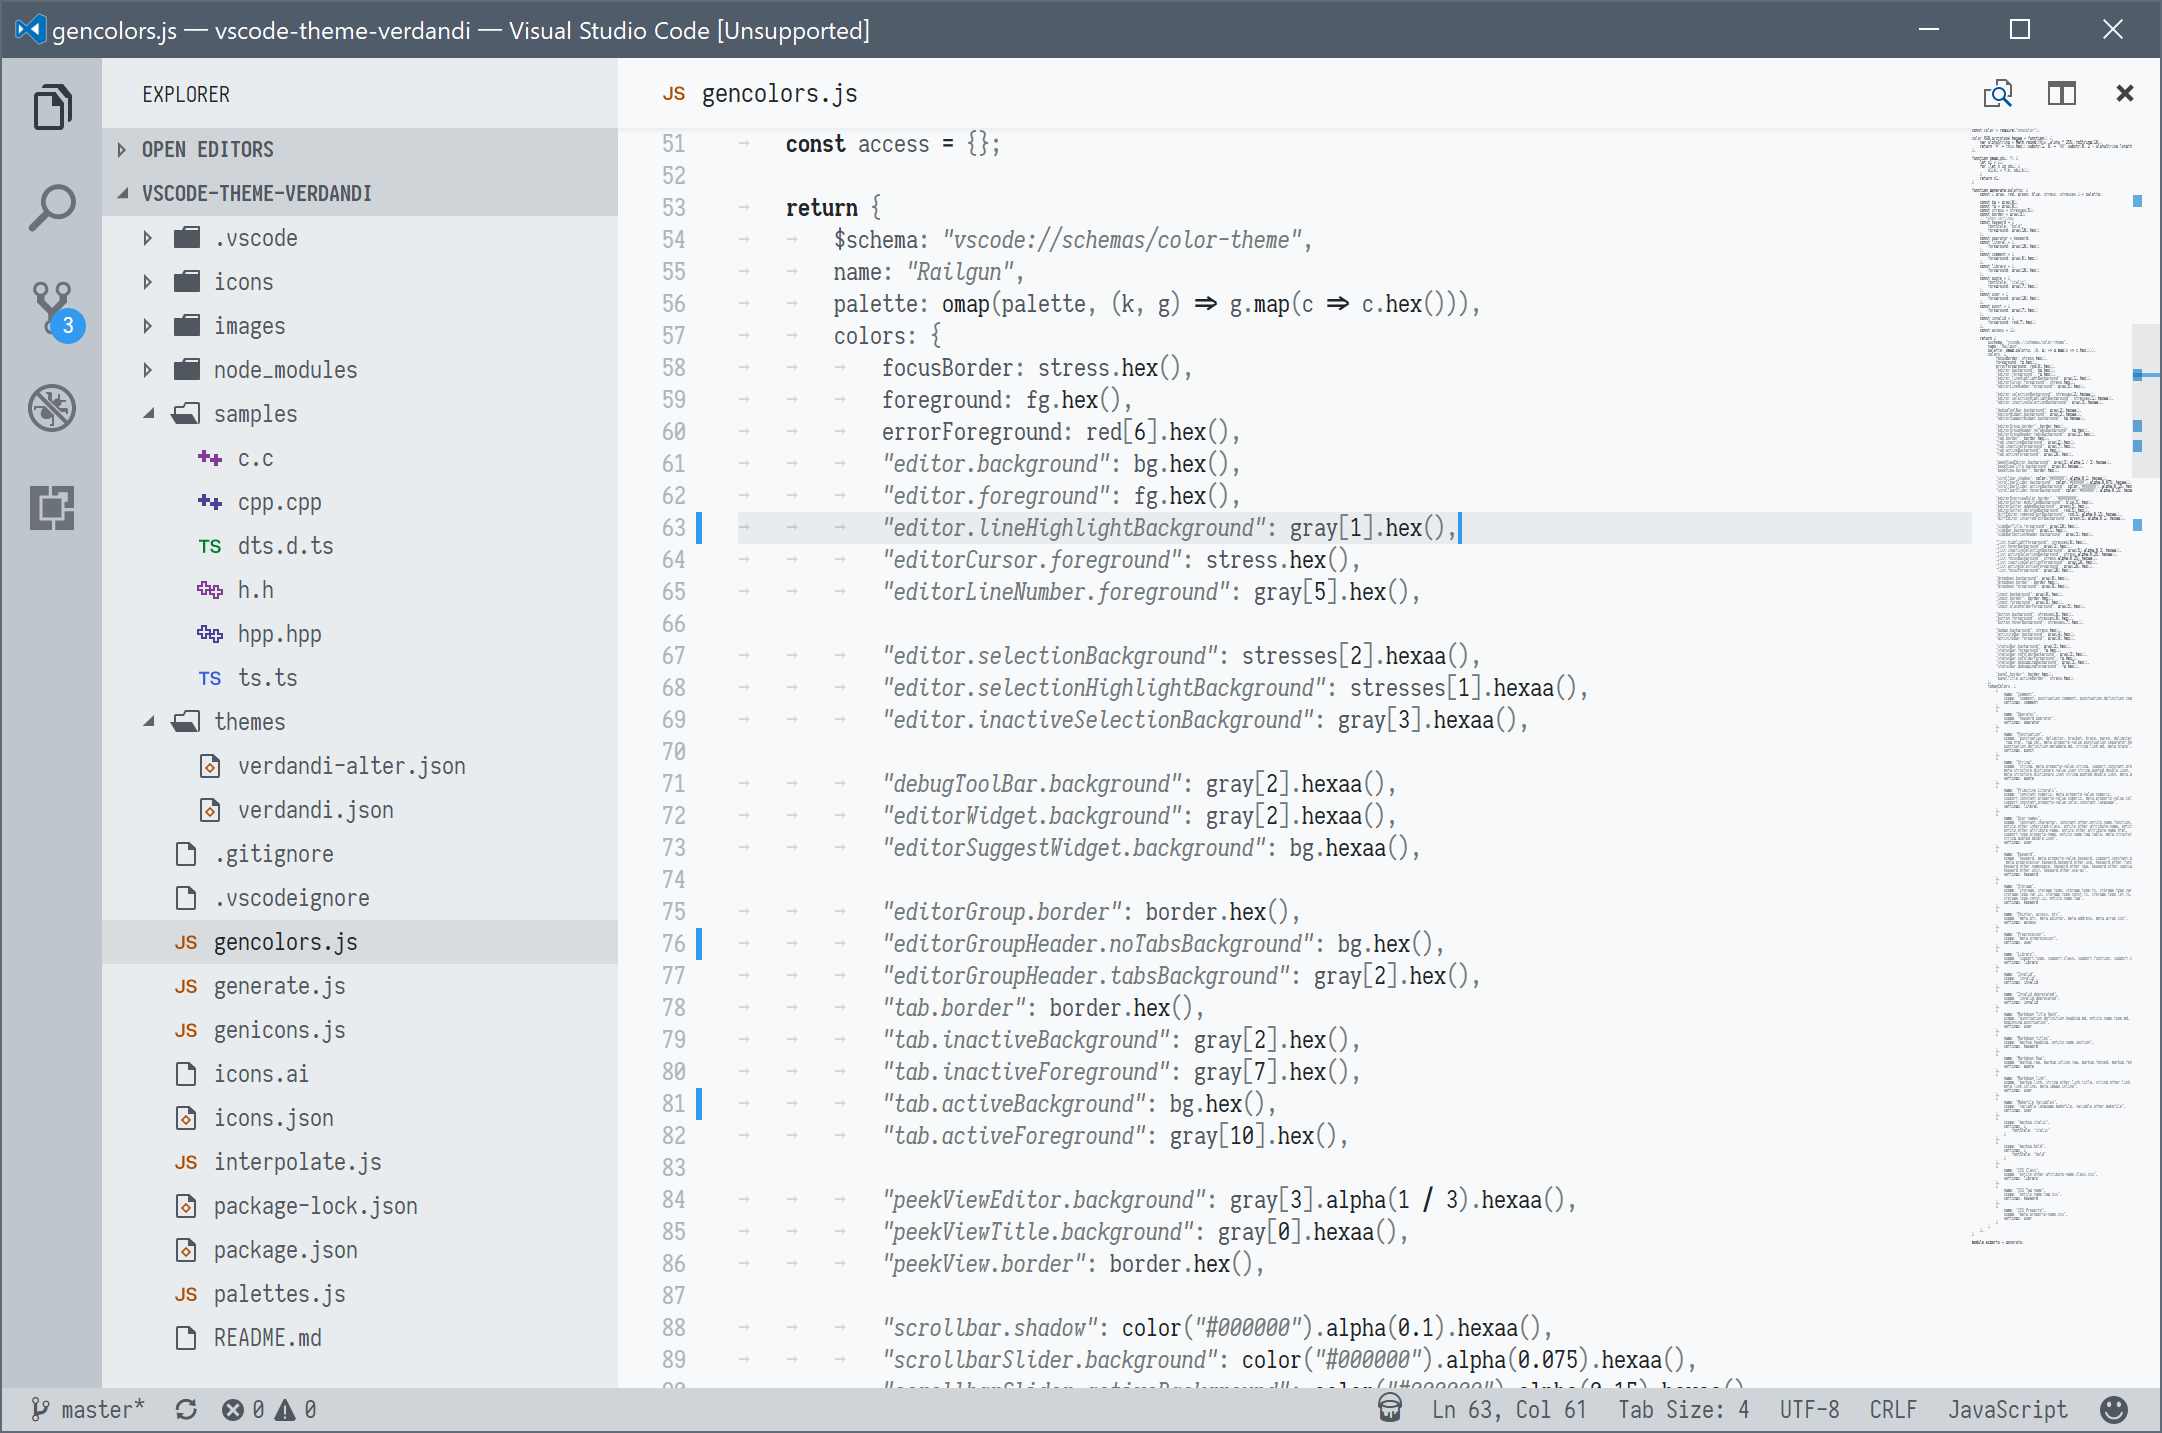 gencolors.js — vscode-theme-verdandi — Visual Studio Code [Unsupported]
EXPLORER
OPEN EDITORS
VSCODE-THEME-VERDANDI
.vscode
icons
images
node_modules
samples
c.c
cpp.cpp
TS dts.d.ts
h.h
hpp.hpp
TS ts.ts
themes
verdandi-alter.json
verdandi.json
.gitignore
.vscodeignore
JS gencolors.js
JS generate.js
JS genicons.js
icons.ai
icons.json
JS interpolate.js
package-lock.json
package.json
JS palettes.js
README.md
3
JS gencolors.js
51 const access = {};
52
53 return {
54 $schema: "vscode://schemas/color-theme",
55 name: "Railgun",
56 palette: omap(palette, (k, g) => g.map(c => c.hex())),
57 colors: {
58 focusBorder: stress.hex(),
59 foreground: fg.hex(),
60 errorForeground: red[6].hex(),
61 "editor.background": bg.hex(),
62 "editor.foreground": fg.hex(),
63 "editor.lineHighlightBackground": gray[1].hex(),
64 "editorCursor.foreground": stress.hex(),
65 "editorLineNumber.foreground": gray[5].hex(),
66
67 "editor.selectionBackground": stresses[2].hexaa(),
68 "editor.selectionHighlightBackground": stresses[1].hexaa(),
69 "editor.inactiveSelectionBackground": gray[3].hexaa(),
70
71 "debugToolBar.background": gray[2].hexaa(),
72 "editorWidget.background": gray[2].hexaa(),
73 "editorSuggestWidget.background": bg.hexaa(),
74
75 "editorGroup.border": border.hex(),
76 "editorGroupHeader.noTabsBackground": bg.hex(),
77 "editorGroupHeader.tabsBackground": gray[2].hex(),
78 "tab.border": border.hex(),
79 "tab.inactiveBackground": gray[2].hex(),
80 "tab.inactiveForeground": gray[7].hex(),
81 "tab.activeBackground": bg.hex(),
82 "tab.activeForeground": gray[10].hex(),
83
84 "peekViewEditor.background": gray[3].alpha(1 / 3).hexaa(),
85 "peekViewTitle.background": gray[0].hexaa(),
86 "peekView.border": border.hex(),
87
88 "scrollbar.shadow": color("#000000").alpha(0.1).hexaa(),
89 "scrollbarSlider.background": color("#000000").alpha(0.075).hexaa(),
master* 0 0 Ln 63, Col 61 Tab Size: 4 UTF-8 CRLF JavaScript